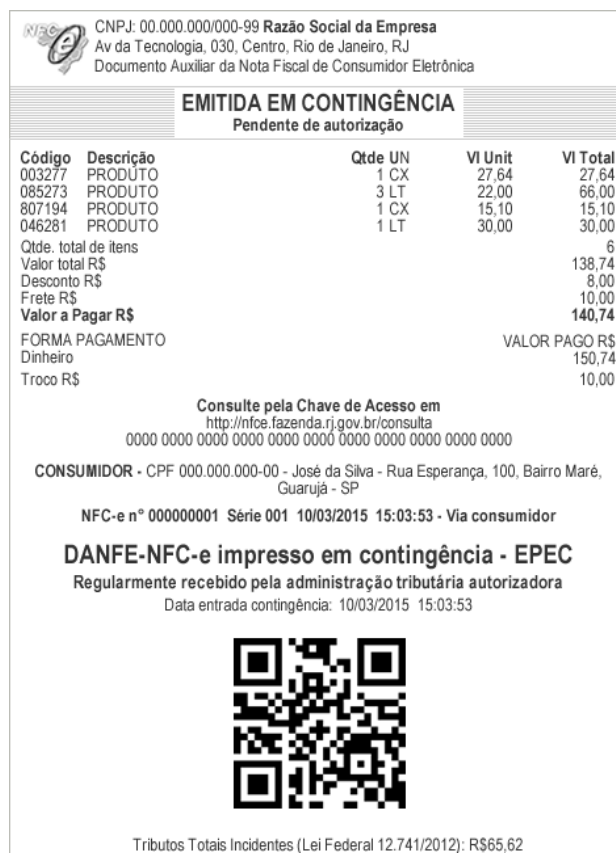 NFC e
CNPJ: 00.000.000/000-99 Razão Social da Empresa
Av da Tecnologia, 030, Centro, Rio de Janeiro, RJ
Documento Auxiliar da Nota Fiscal de Consumidor Eletrônica
EMITIDA EM CONTINGÊNCIA
Pendente de autorização
Código Descrição Qtde UN Vl Unit Vl Total
003277 PRODUTO 1 CX 27,64 27,64
085273 PRODUTO 3 LT 22,00 66,00
807194 PRODUTO 1 CX 15,10 15,10
046281 PRODUTO 1 LT 30,00 30,00
Qtde. total de itens 6
Valor total R$ 138,74
Desconto R$ 8,00
Frete R$ 10,00
Valor a Pagar R$ 140,74
FORMA PAGAMENTO VALOR PAGO R$
Dinheiro 150,74
Troco R$ 10,00
Consulte pela Chave de Acesso em
http://nfce.fazenda.rj.gov.br/consulta
0000 0000 0000 0000 0000 0000 0000 0000 0000 0000 0000
CONSUMIDOR - CPF 000.000.000-00 - José da Silva - Rua Esperança, 100, Bairro Maré,
Guarujá - SP
NFC-e n° 000000001 Série 001 10/03/2015 15:03:53 - Via consumidor
DANFE-NFC-e impresso em contingência - EPEC
Regularmente recebido pela administração tributária autorizadora
Data entrada contingência: 10/03/2015 15:03:53
Tributos Totais Incidentes (Lei Federal 12.741/2012): R$65,62